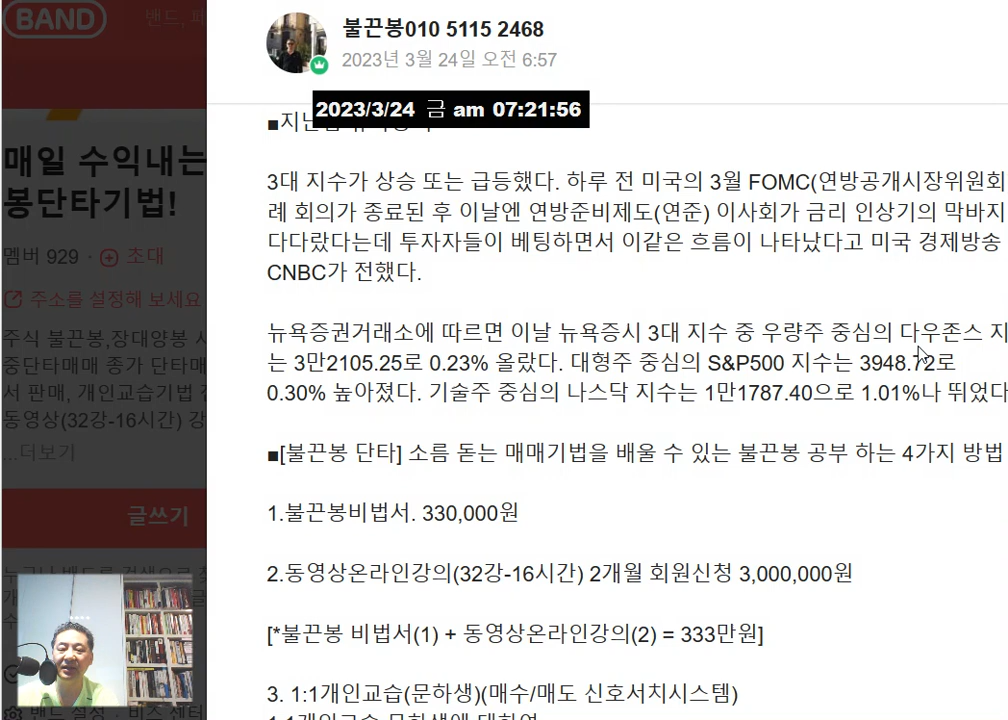 BAND
밴드, 페
매일 수익내는
봉단타기법!
멤버 929 · 초대
주소를 설정해 보세요
주식 불끈봉,장대양봉
중단타매매 종가 단타매
서 판매, 개인교습기법
동영상(32강-16시간) 강
...더보기
글쓰기
불끈봉010 5115 2468
2023년 3월 24일 오전 6:57
2023/3/24 금 am 07:21:56
3대 지수가 상승 또는 급등했다. 하루 전 미국의 3월 FOMC(연방공개시장위원회
례 회의가 종료된 후 이날엔 연방준비제도(연준) 이사회가 금리 인상기의 막바지
다다랐다는데 투자자들이 베팅하면서 이같은 흐름이 나타났다고 미국 경제방송
CNBC가 전했다.
뉴욕증권거래소에 따르면 이날 뉴욕증시 3대 지수 중 우량주 중심의 다우존스 지
는 3만2105.25로 0.23% 올랐다. 대형주 중심의 S&P500 지수는 3948.72로
0.30% 높아졌다. 기술주 중심의 나스닥 지수는 1만1787.40으로 1.01%나 뛰었다
■[불끈봉 단타] 소름 돋는 매매기법을 배울 수 있는 불끈봉 공부 하는 4가지 방법
1.불끈봉비법서. 330,000원
2.동영상온라인강의(32강-16시간) 2개월 회원신청 3,000,000원
[*불끈봉 비법서(1) + 동영상온라인강의(2) = 333만원]
3. 1:1개인교습(문하생)(매수/매도 신호서치시스템)